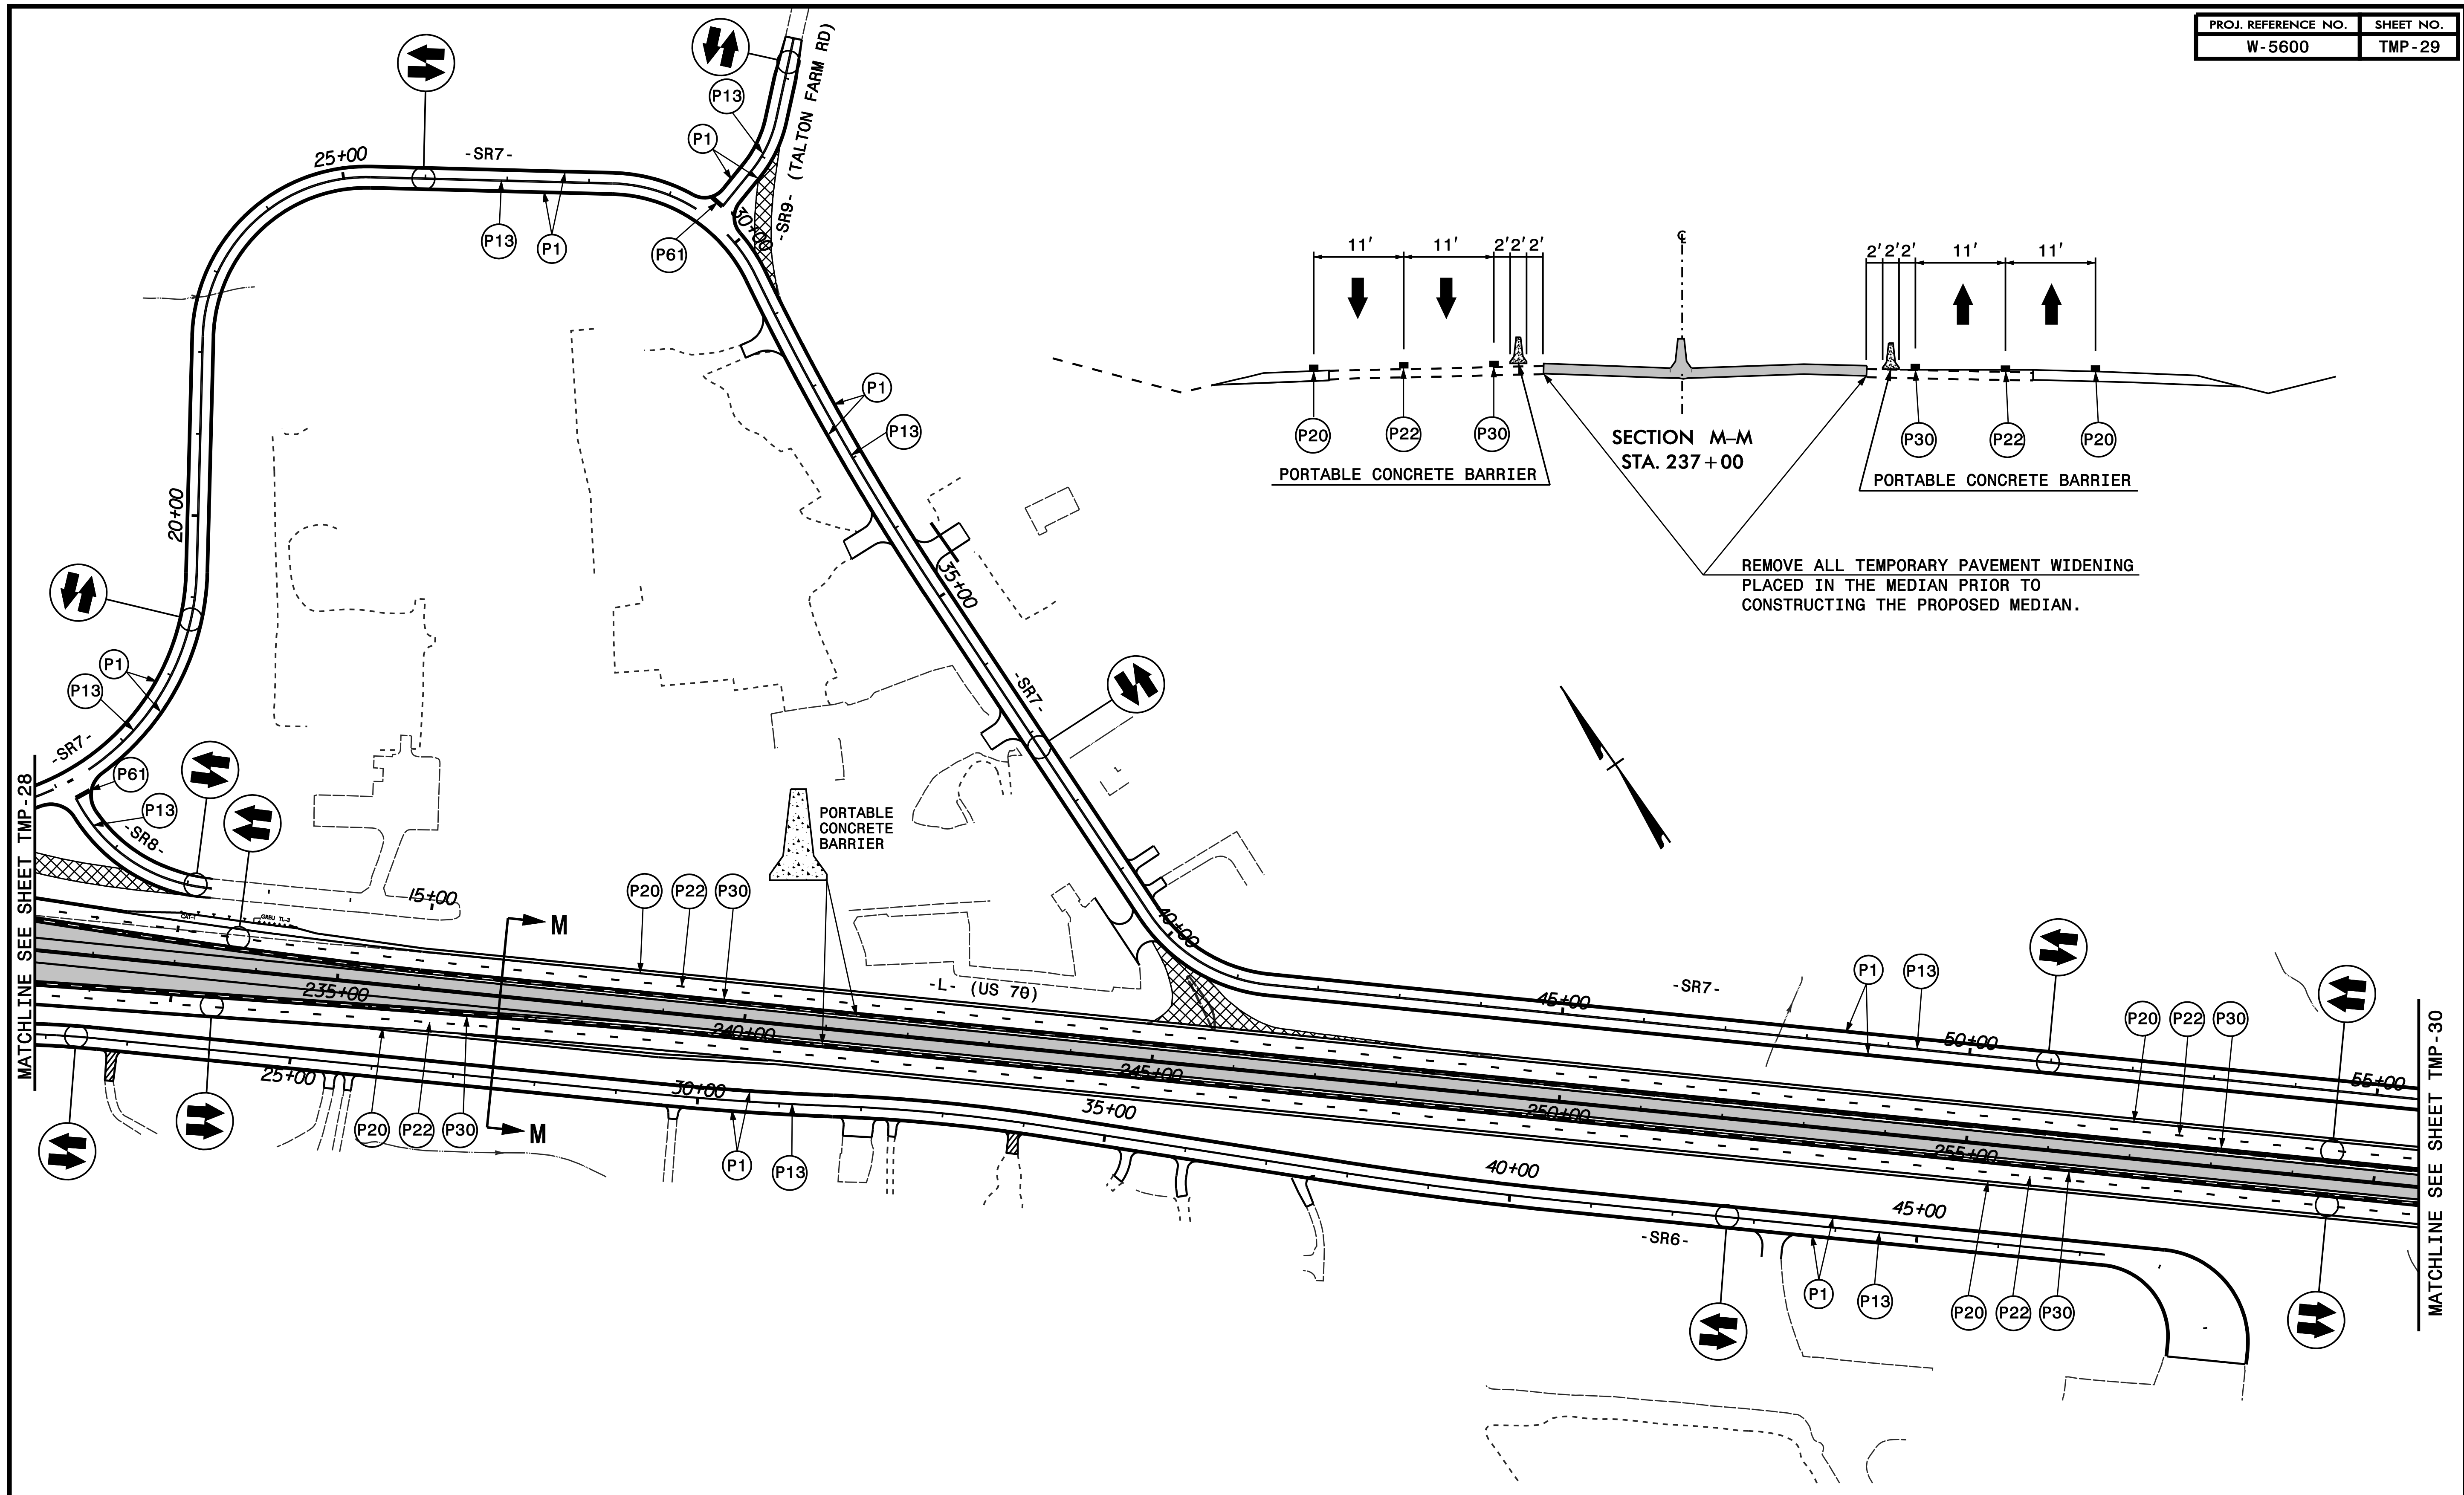 PROJ. REFERENCE NO. SHEET NO.
W-5600 TMP-29
P13
P1
-SR9- (TALTON FARM RD)
25+00
-SR7-
P13
P1
P61
30+00
11' 11' 2' 2' 2'
2' 2' 2' 11' 11'
P20 P22 P30
P30 P22 P20
PORTABLE CONCRETE BARRIER
SECTION M–M
STA. 237+00
PORTABLE CONCRETE BARRIER
REMOVE ALL TEMPORARY PAVEMENT WIDENING
PLACED IN THE MEDIAN PRIOR TO
CONSTRUCTING THE PROPOSED MEDIAN.
P1
P13
20+00
35+00
-SR7-
P1
P13
-SR7-
P61
P13
-SR8-
MATCHLINE SEE SHEET TMP-28
15+00
CAT-1
GREU TL-3
PORTABLE
CONCRETE
BARRIER
P20 P22 P30
M
M
40+00
-L- (US 70)
235+00
240+00
245+00
250+00
255+00
45+00
-SR7-
P1 P13
50+00
55+00
P20 P22 P30
25+00
30+00
35+00
40+00
45+00
P20 P22 P30
P1 P13
-SR6-
P1 P13
P20 P22 P30
MATCHLINE SEE SHEET TMP-30